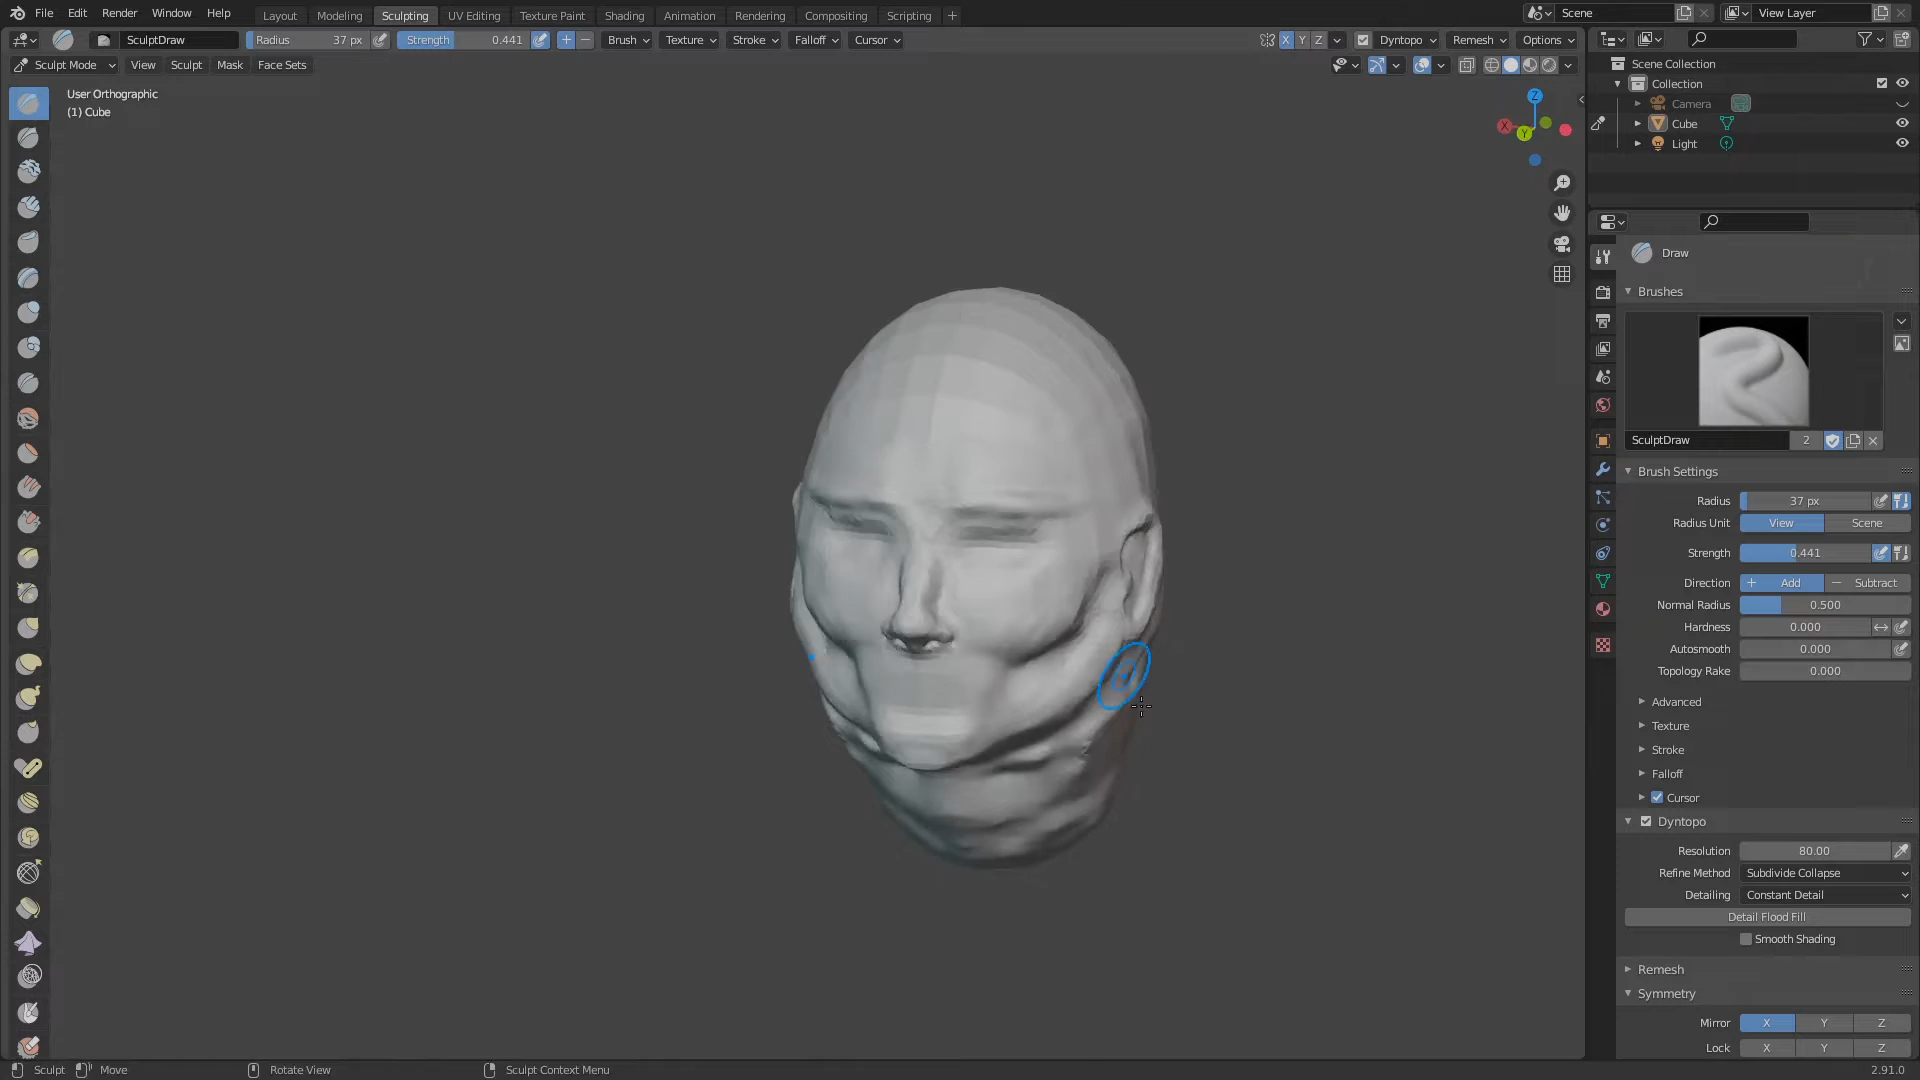 File Edit Render Window Help Layout Modeling Sculpting UV Editing Texture Paint Shading Animation Rendering Compositing Scripting + Scene View Layer
SculptDraw Radius 37 px Strength 0.441 + − Brush Texture Stroke Falloff Cursor X Y Z Dyntopo Remesh Options
Sculpt Mode View Sculpt Mask Face Sets
User Orthographic
(1) Cube
Z
X
Y
Scene Collection
Collection
Camera
Cube
Light
Draw
Brushes
SculptDraw 2
Brush Settings
Radius 37 px
Radius Unit View Scene
Strength 0.441
Direction + Add − Subtract
Normal Radius 0.500
Hardness 0.000
Autosmooth 0.000
Topology Rake 0.000
Advanced
Texture
Stroke
Falloff
Cursor
Dyntopo
Resolution 80.00
Refine Method Subdivide Collapse
Detailing Constant Detail
Detail Flood Fill
Smooth Shading
Remesh
Symmetry
Mirror X Y Z
Lock X Y Z
Sculpt Move Rotate View Sculpt Context Menu 2.91.0